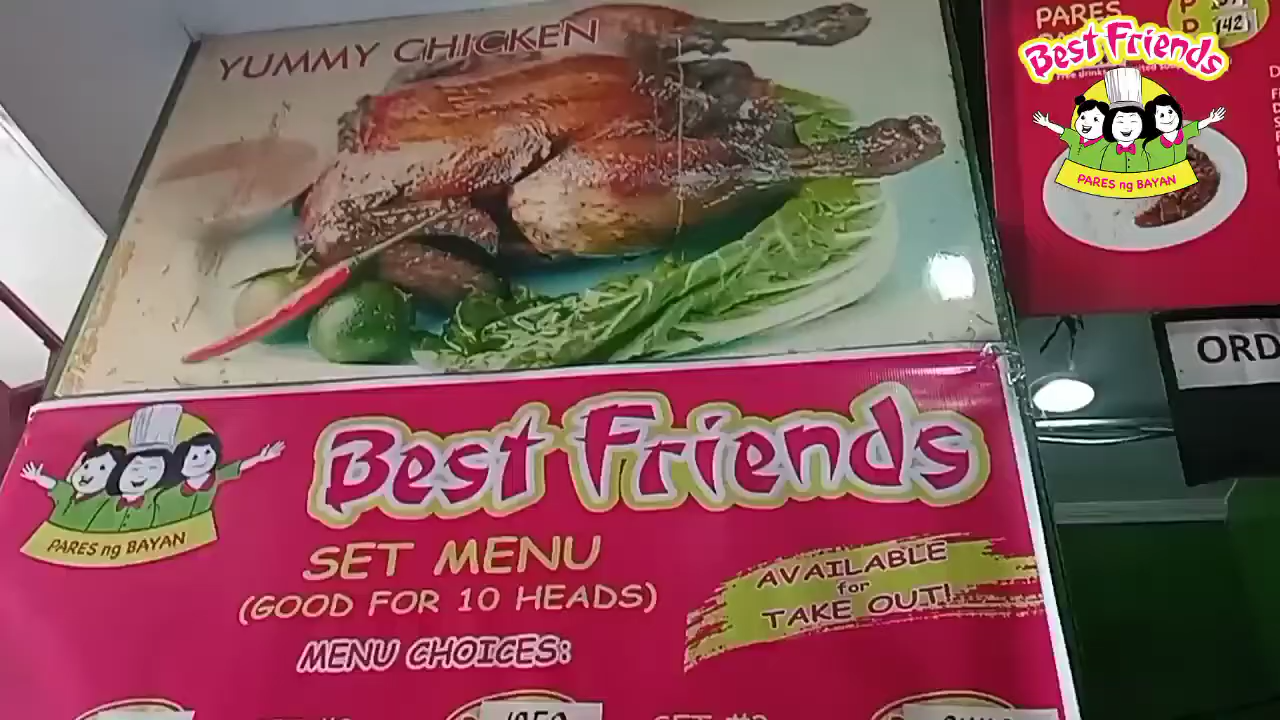 YUMMY CHICKEN
PARES
Best Friends
PARES ng BAYAN
ORD
Best Friends
PARES ng BAYAN
SET MENU
(GOOD FOR 10 HEADS)
AVAILABLE
for
TAKE OUT!
MENU CHOICES: